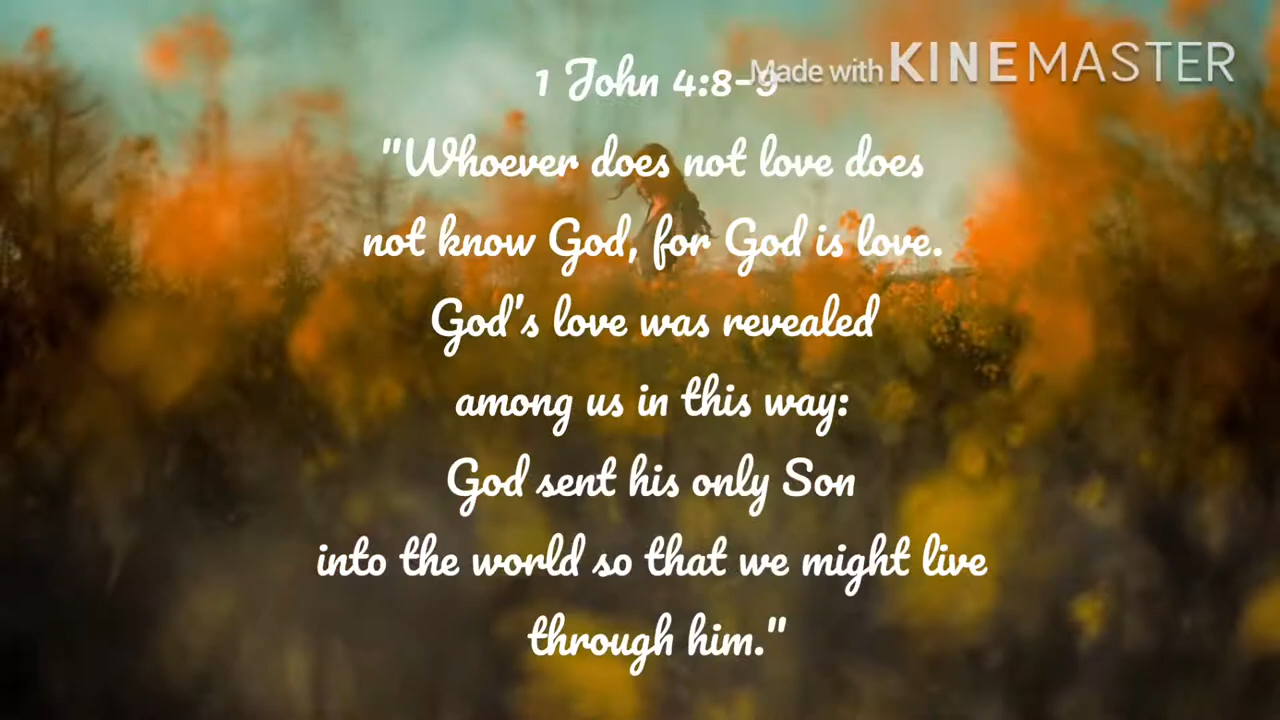 1 John 4:8-9
Made with KINEMASTER
"Whoever does not love does
not know God, for God is love.
God's love was revealed
among us in this way:
God sent his only Son
into the world so that we might live
through him."